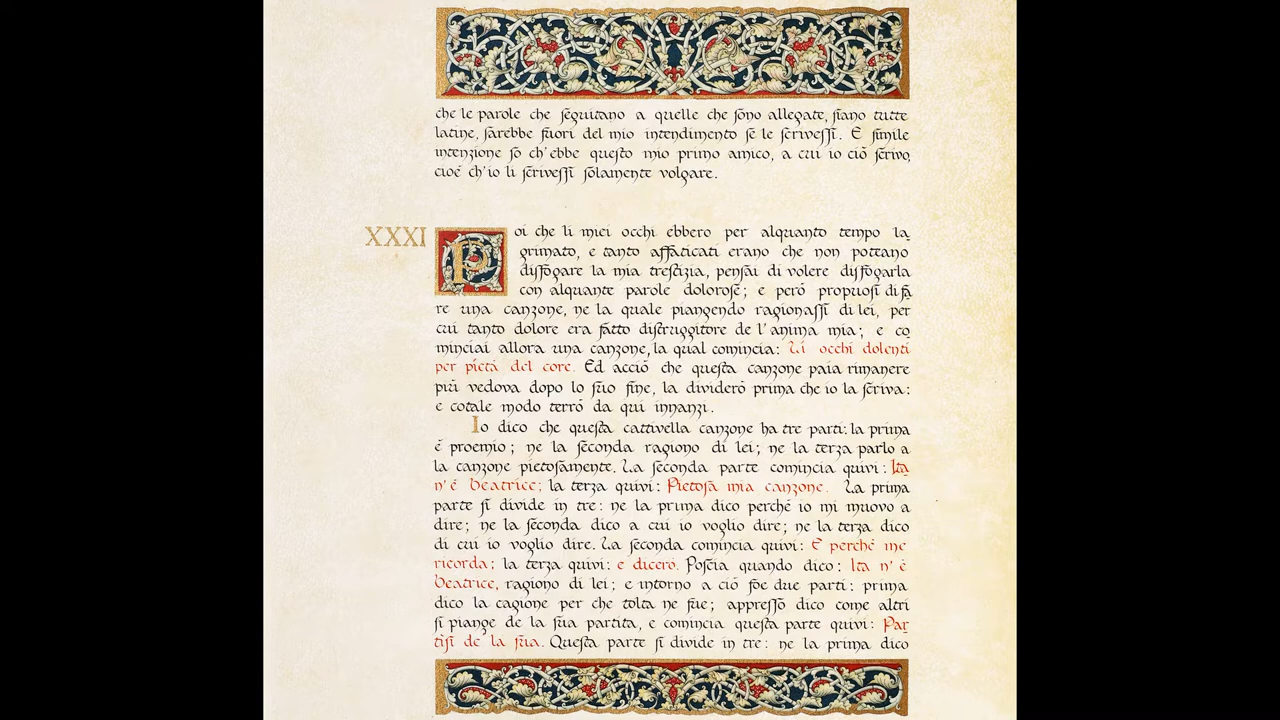 che le parole che seguitano a quelle che sono allegate, siano tutte
latine, sarebbe fuori del mio intendimento se le scrivessi. E simile
intenzione so ch'ebbe questo mio primo amico, a cui io ciò scrivo,
cioè ch'io li scrivessi solamente volgare.
XXXI
Poi che li miei occhi ebbero per alquanto tempo la
grimato, e tanto affaticati erano che non poteano
disfogare la mia trestizia, pensai di volere disfogarla
con alquante parole dolorose; e però propuosi di fa
re una canzone, ne la quale piangendo ragionassi di lei, per
cui tanto dolore era fatto distruggitore de l'anima mia; e co
minciai allora una canzone, la qual comincia: Li occhi dolenti
per pietà del core. Ed acciò che questa canzone paia rimanere
più vedova dopo lo suo fine, la dividerò prima che io la scriva:
e cotale modo terrò da qui innanzi.
Io dico che questa cattivella canzone ha tre parti: la prima
è proemio; ne la seconda ragiono di lei; ne la terza parlo a
la canzone pietosamente. La seconda parte comincia quivi: Ita
n'è Beatrice; la terza quivi: Pietosa mia canzone. La prima
parte si divide in tre: ne la prima dico perchè io mi muovo a
dire; ne la seconda dico a cui io voglio dire; ne la terza dico
di cui io voglio dire. La seconda comincia quivi: E perchè me
ricorda; la terza quivi: e dicerò. Poscia quando dico: Ita n'è
Beatrice, ragiono di lei; e intorno a ciò foe due parti: prima
dico la cagione per che tolta ne fue; appresso dico come altri
si piange de la sua partita, e comincia questa parte quivi: Par
tìsi de la sua. Questa parte si divide in tre: ne la prima dico